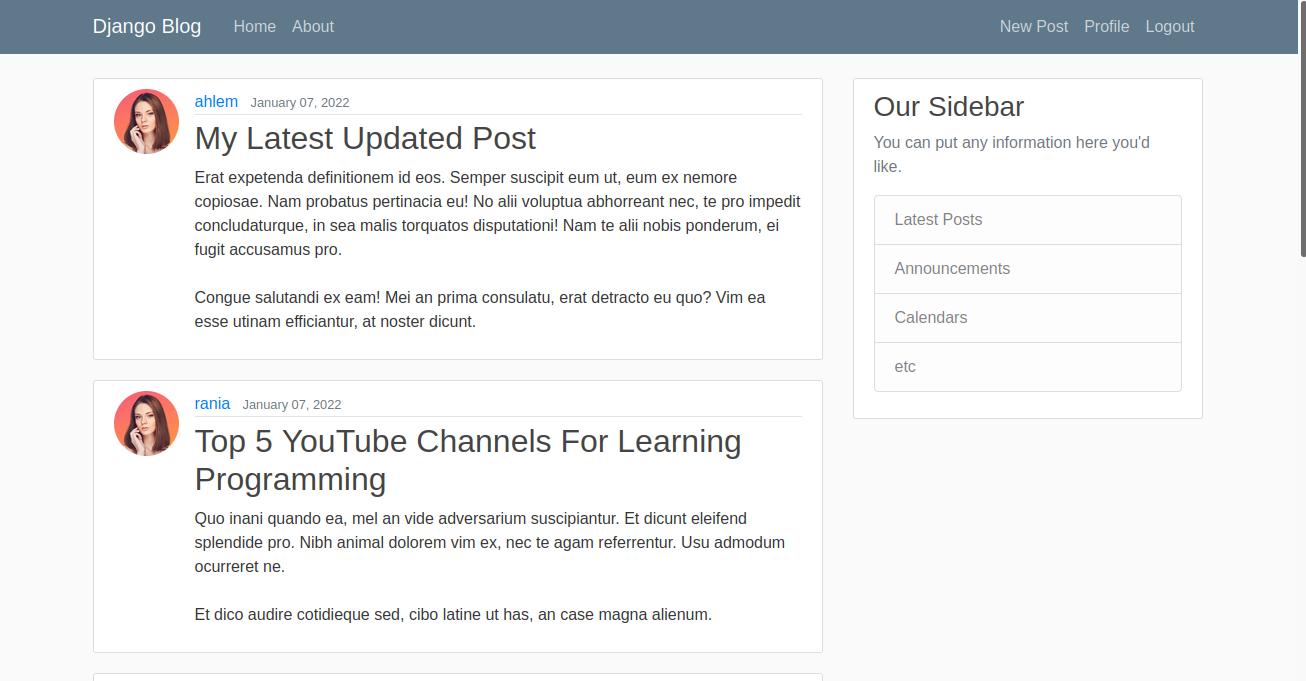 Django Blog Home About New Post Profile Logout
ahlem January 07, 2022
My Latest Updated Post
Erat expetenda definitionem id eos. Semper suscipit eum ut, eum ex nemore
copiosae. Nam probatus pertinacia eu! No alii voluptua abhorreant nec, te pro impedit
concludaturque, in sea malis torquatos disputationi! Nam te alii nobis ponderum, ei
fugit accusamus pro.
Congue salutandi ex eam! Mei an prima consulatu, erat detracto eu quo? Vim ea
esse utinam efficiantur, at noster dicunt.
rania January 07, 2022
Top 5 YouTube Channels For Learning
Programming
Quo inani quando ea, mel an vide adversarium suscipiantur. Et dicunt eleifend
splendide pro. Nibh animal dolorem vim ex, nec te agam referrentur. Usu admodum
ocurreret ne.
Et dico audire cotidieque sed, cibo latine ut has, an case magna alienum.
Our Sidebar
You can put any information here you'd
like.
Latest Posts
Announcements
Calendars
etc